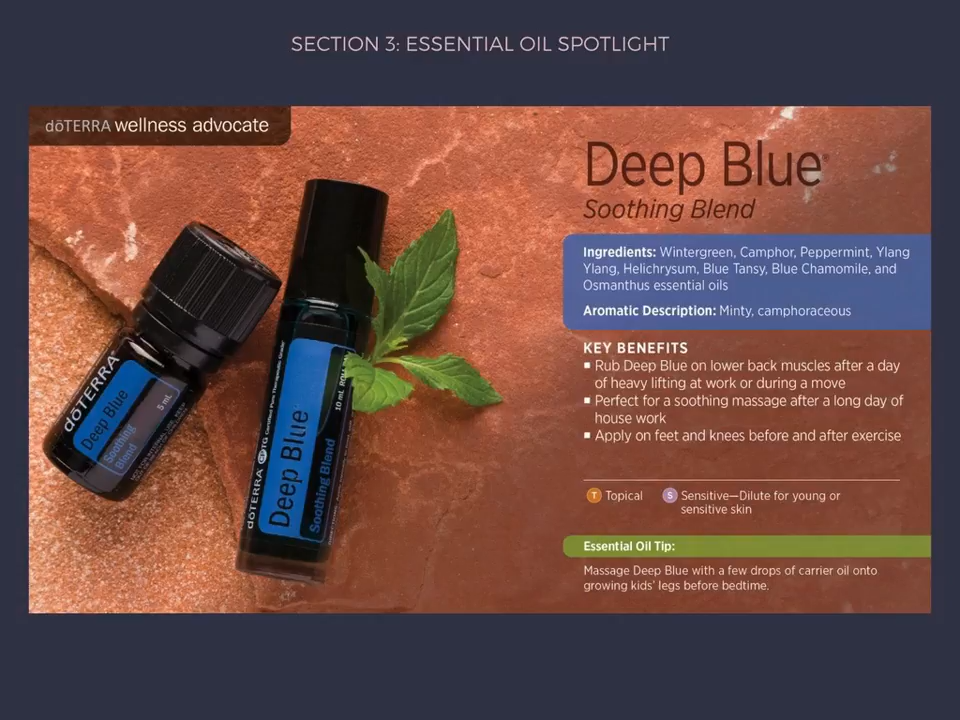 SECTION 3: ESSENTIAL OIL SPOTLIGHT
dōTERRA wellness advocate
Deep Blue®
Soothing Blend
Ingredients: Wintergreen, Camphor, Peppermint, Ylang
Ylang, Helichrysum, Blue Tansy, Blue Chamomile, and
Osmanthus essential oils
Aromatic Description: Minty, camphoraceous
KEY BENEFITS
▪ Rub Deep Blue on lower back muscles after a day
of heavy lifting at work or during a move
▪ Perfect for a soothing massage after a long day of
house work
▪ Apply on feet and knees before and after exercise
T Topical
S Sensitive—Dilute for young or
sensitive skin
Essential Oil Tip:
Massage Deep Blue with a few drops of carrier oil onto
growing kids' legs before bedtime.
dōTERRA®
Deep Blue
Soothing
Blend
5 mL
dōTERRA CPTG Certified Pure Therapeutic Grade
Deep Blue
Soothing Blend
10 mL